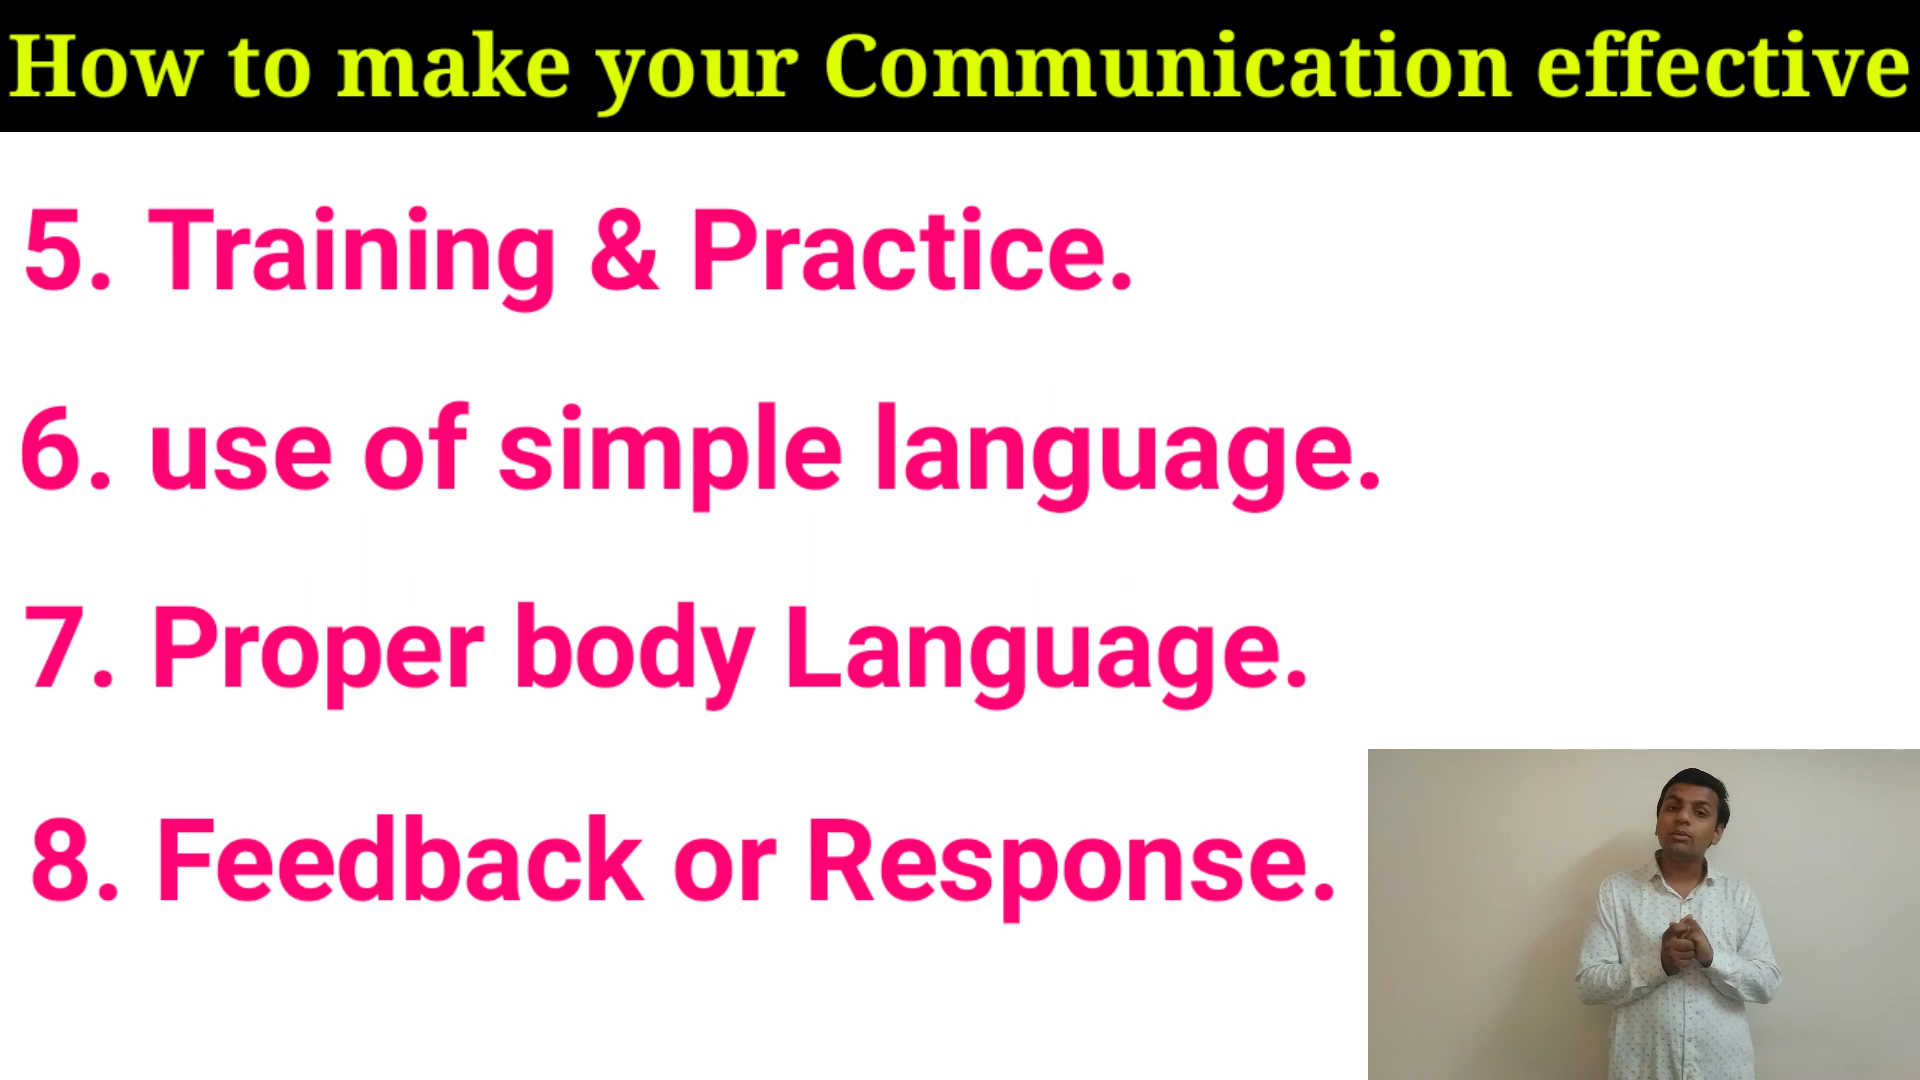 How to make your Communication effective
5. Training & Practice.
6. use of simple language.
7. Proper body Language.
8. Feedback or Response.